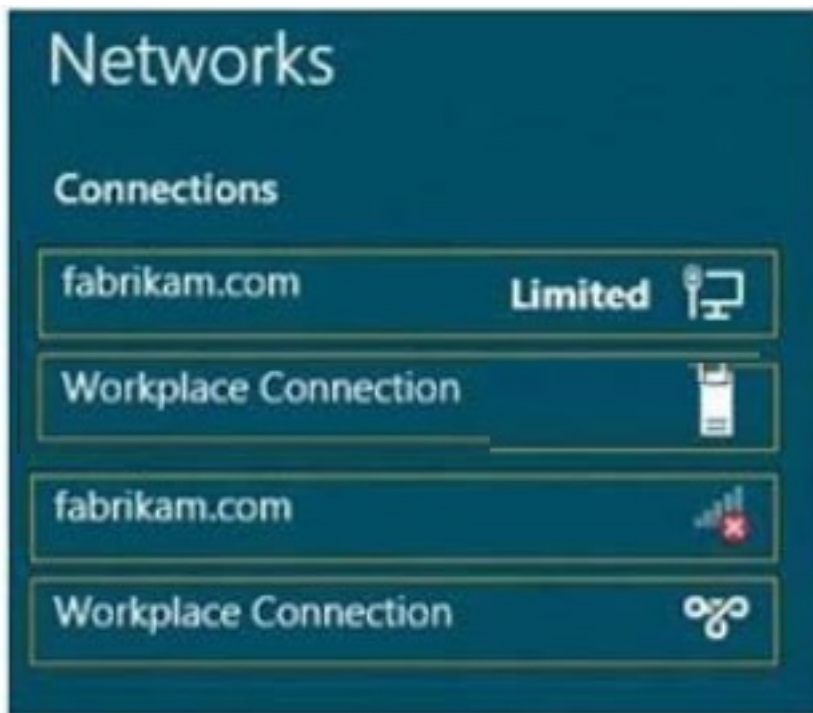 Networks
Connections
fabrikam.com Limited
Workplace Connection
fabrikam.com
Workplace Connection